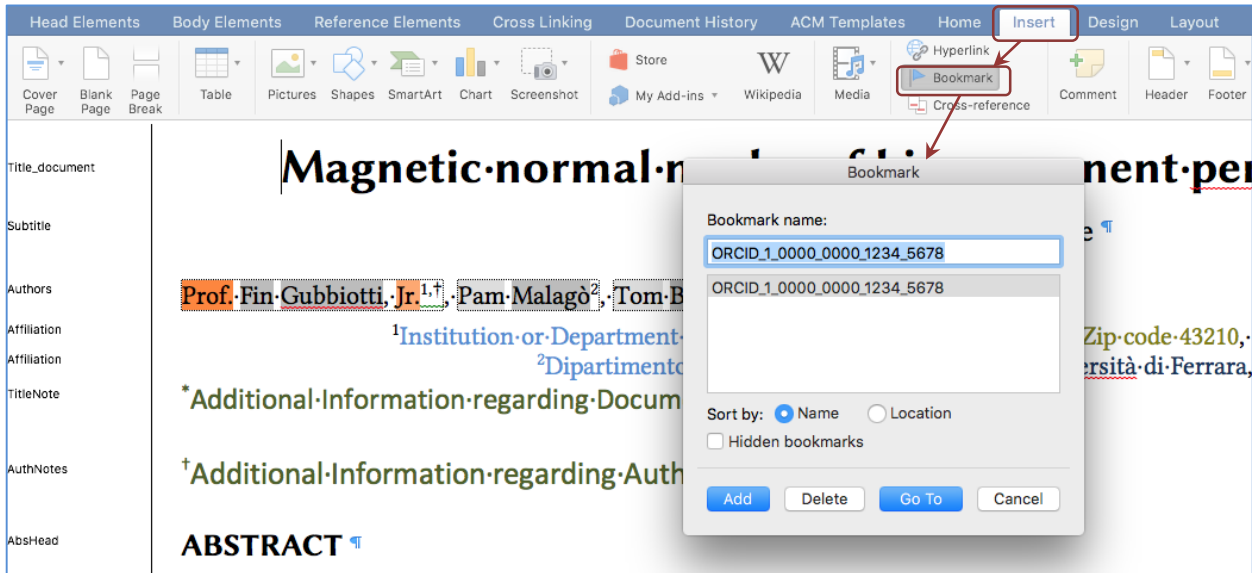 Head Elements Body Elements Reference Elements Cross Linking Document History ACM Templates Home Insert Design Layout
Cover Page
Blank Page
Page Break
Table
Pictures
Shapes
SmartArt
Chart
Screenshot
Store
My Add-ins
Wikipedia
Media
Hyperlink
Bookmark
Cross-reference
Comment
Header
Footer
Title_document
Magnetic·normal·
nent·per
Subtitle
e ¶
Authors
Prof.·Fin·Gubbiotti,·Jr.¹,†,·Pam·Malagò²,·Tom·B
Affiliation
¹Institution·or·Department·
Zip·code·43210,·
Affiliation
²Dipartimento
ersità·di·Ferrara,
TitleNote
*Additional·Information·regarding·Docum
AuthNotes
†Additional·Information·regarding·Auth
AbsHead
ABSTRACT ¶
Bookmark
Bookmark name:
ORCID_1_0000_0000_1234_5678
ORCID_1_0000_0000_1234_5678
Sort by: Name Location
Hidden bookmarks
Add Delete Go To Cancel